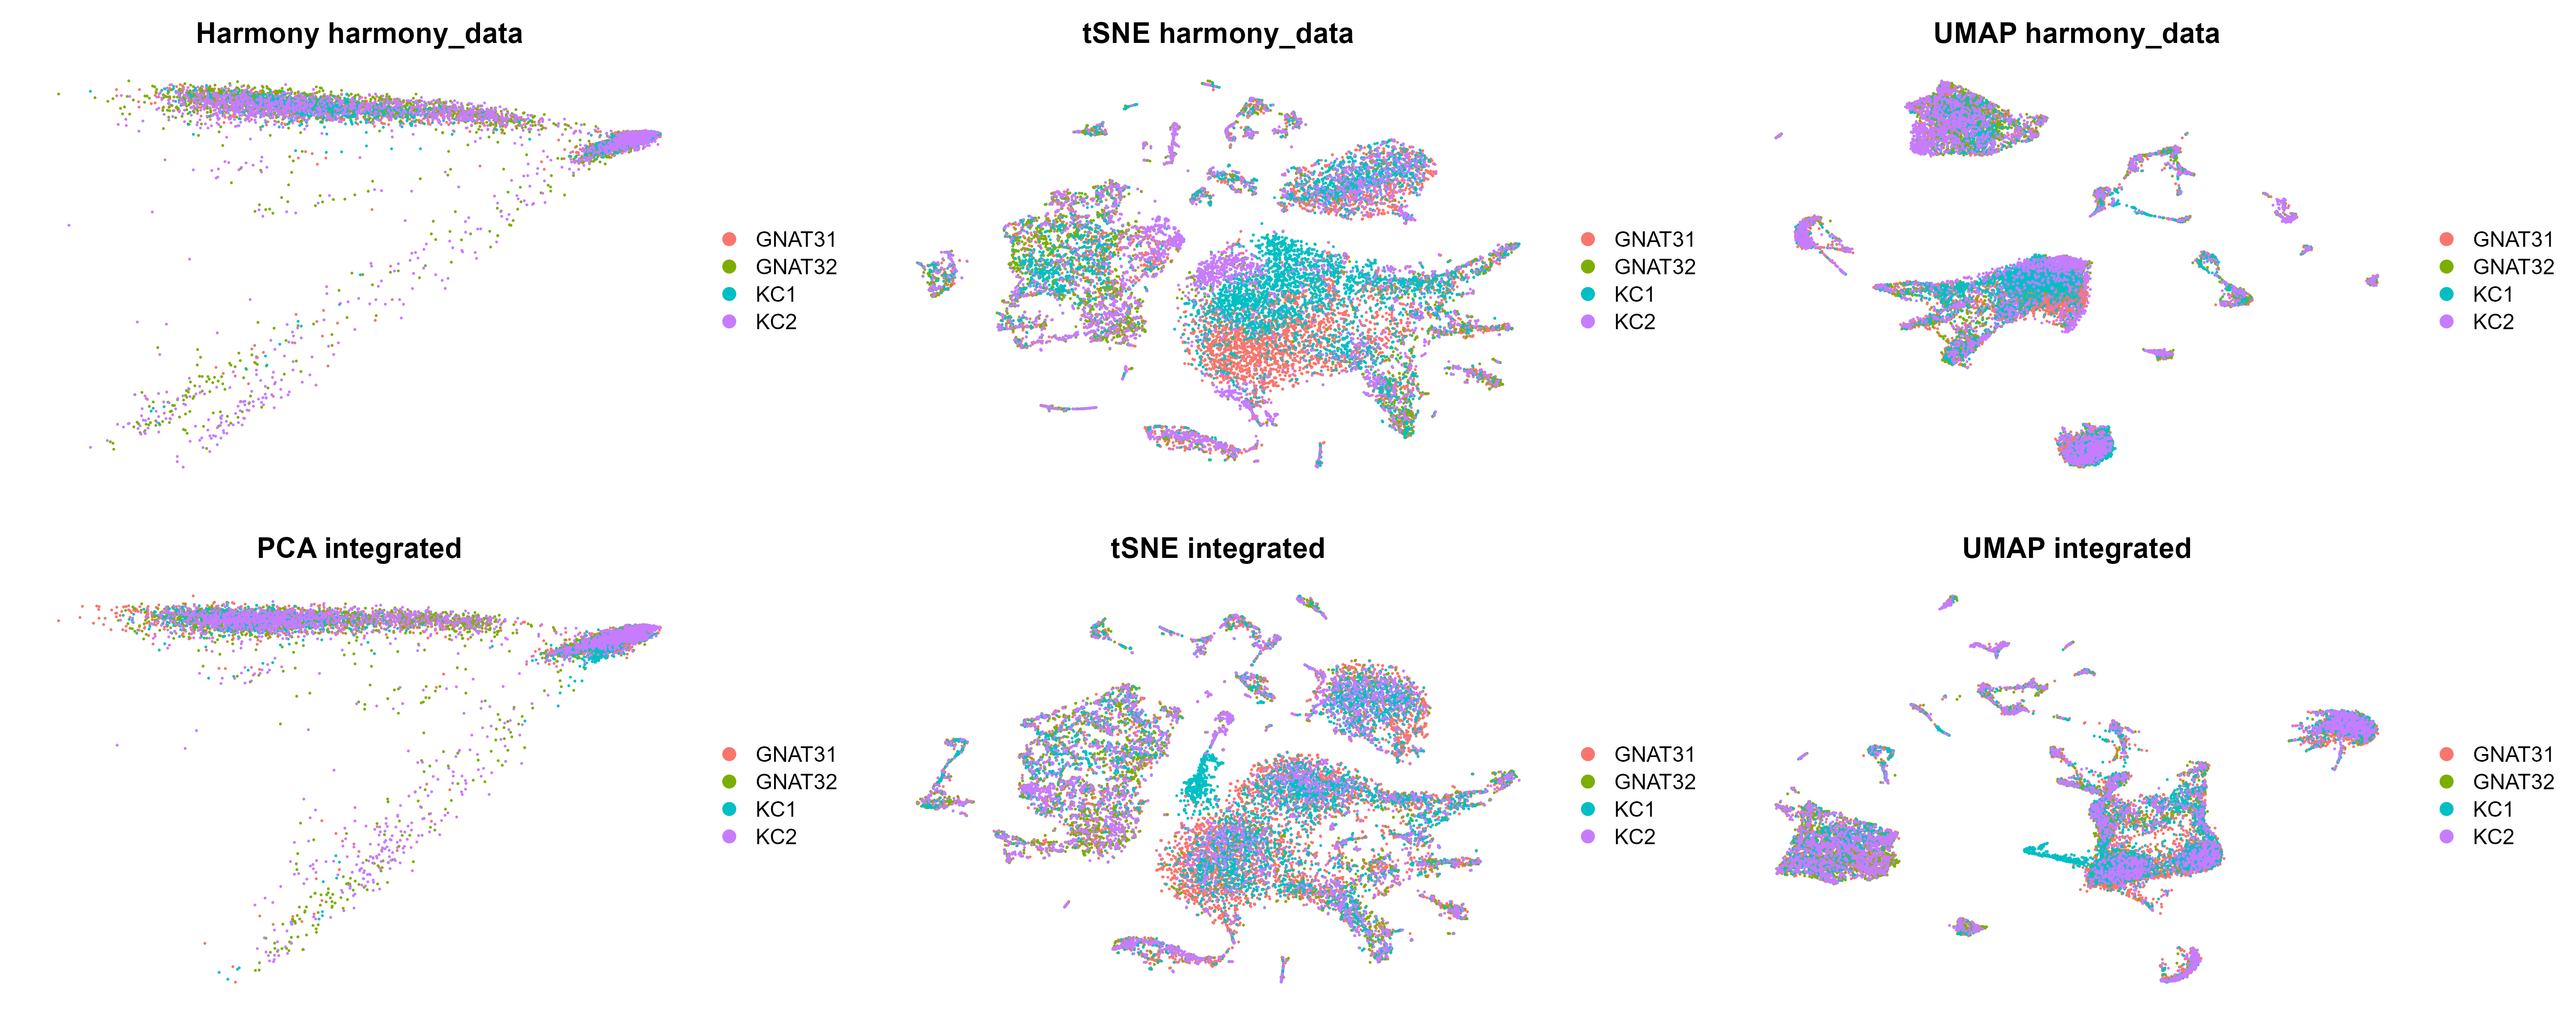 Harmony harmony_data
GNAT31
GNAT32
KC1
KC2
tSNE harmony_data
GNAT31
GNAT32
KC1
KC2
UMAP harmony_data
GNAT31
GNAT32
KC1
KC2
PCA integrated
GNAT31
GNAT32
KC1
KC2
tSNE integrated
GNAT31
GNAT32
KC1
KC2
UMAP integrated
GNAT31
GNAT32
KC1
KC2